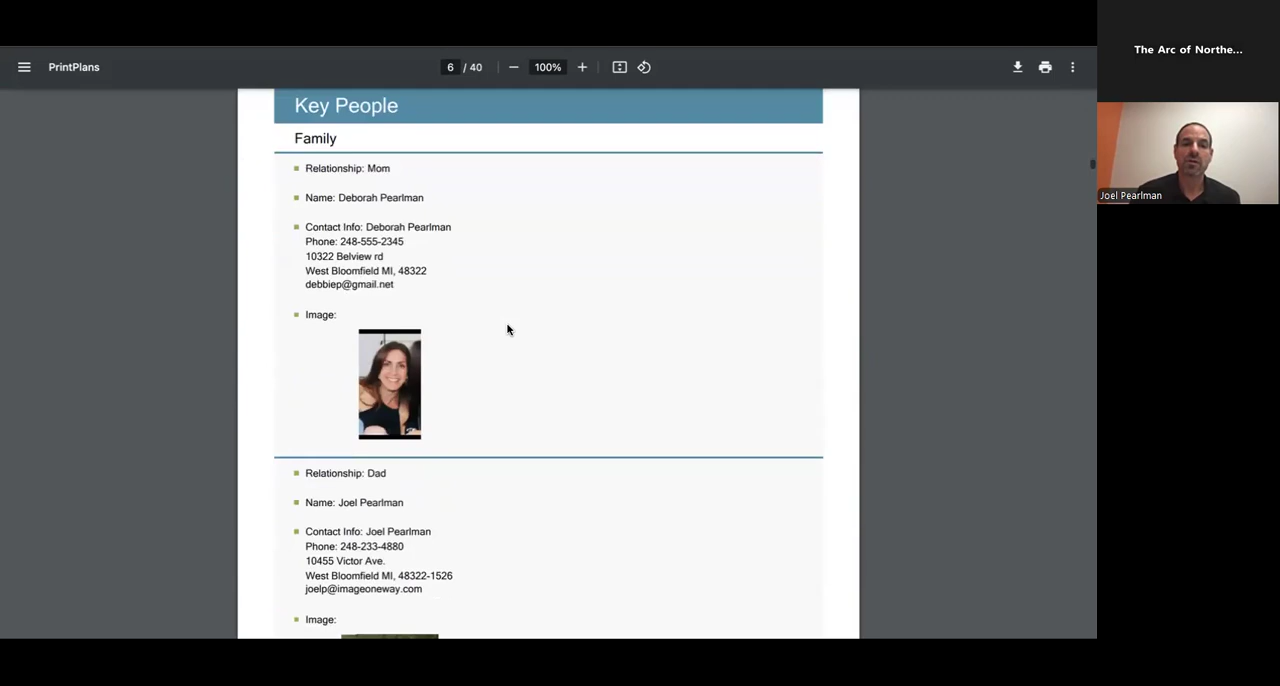 PrintPlans
6 / 40
100%
The Arc of Northe...
Joel Pearlman
Key People
Family
Relationship: Mom
Name: Deborah Pearlman
Contact Info: Deborah Pearlman
Phone: 248-555-2345
10322 Belview rd
West Bloomfield MI, 48322
debbiep@gmail.net
Image:
Relationship: Dad
Name: Joel Pearlman
Contact Info: Joel Pearlman
Phone: 248-233-4880
10455 Victor Ave.
West Bloomfield MI, 48322-1526
joelp@imageoneway.com
Image: